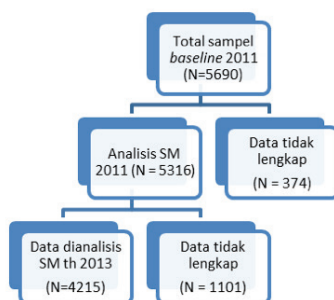 Total sampel
baseline 2011
(N=5690)
Analisis SM
2011 (N = 5316)
Data tidak
lengkap
(N = 374)
Data dianalisis
SM th 2013
(N=4215)
Data tidak
lengkap
(N = 1101)